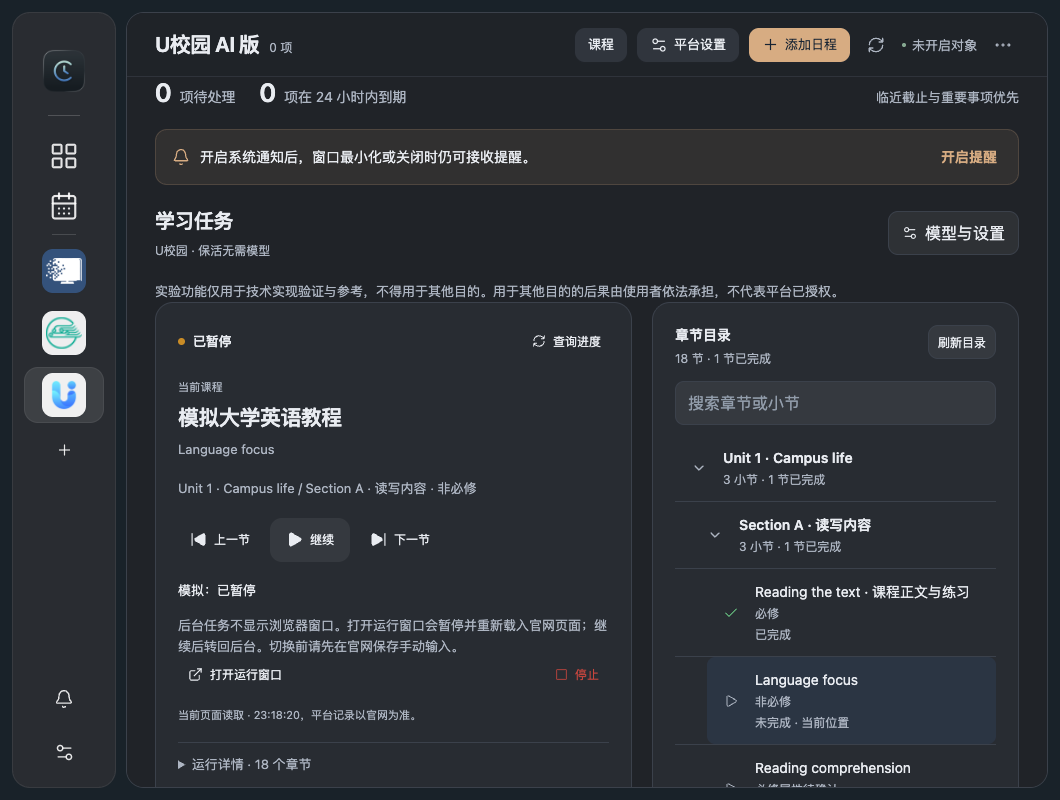 U校园 AI 版 0 项
课程
平台设置
添加日程
未开启对象
0 项待处理 0 项在 24 小时内到期
临近截止与重要事项优先
开启系统通知后，窗口最小化或关闭时仍可接收提醒。
开启提醒
学习任务
U校园 · 保活无需模型
模型与设置
实验功能仅用于技术实现验证与参考，不得用于其他目的。用于其他目的的后果由使用者依法承担，不代表平台已授权。
已暂停
查询进度
当前课程
模拟大学英语教程
Language focus
Unit 1 · Campus life / Section A · 读写内容 · 非必修
上一节
继续
下一节
模拟：已暂停
后台任务不显示浏览器窗口。打开运行窗口会暂停并重新载入官网页面；继
续后转回后台。切换前请先在官网保存手动输入。
打开运行窗口
停止
当前页面读取 · 23:18:20，平台记录以官网为准。
运行详情 · 18 个章节
章节目录
18 节 · 1 节已完成
刷新目录
搜索章节或小节
Unit 1 · Campus life
3 小节 · 1 节已完成
Section A · 读写内容
3 小节 · 1 节已完成
Reading the text · 课程正文与练习
必修
已完成
Language focus
非必修
未完成 · 当前位置
Reading comprehension